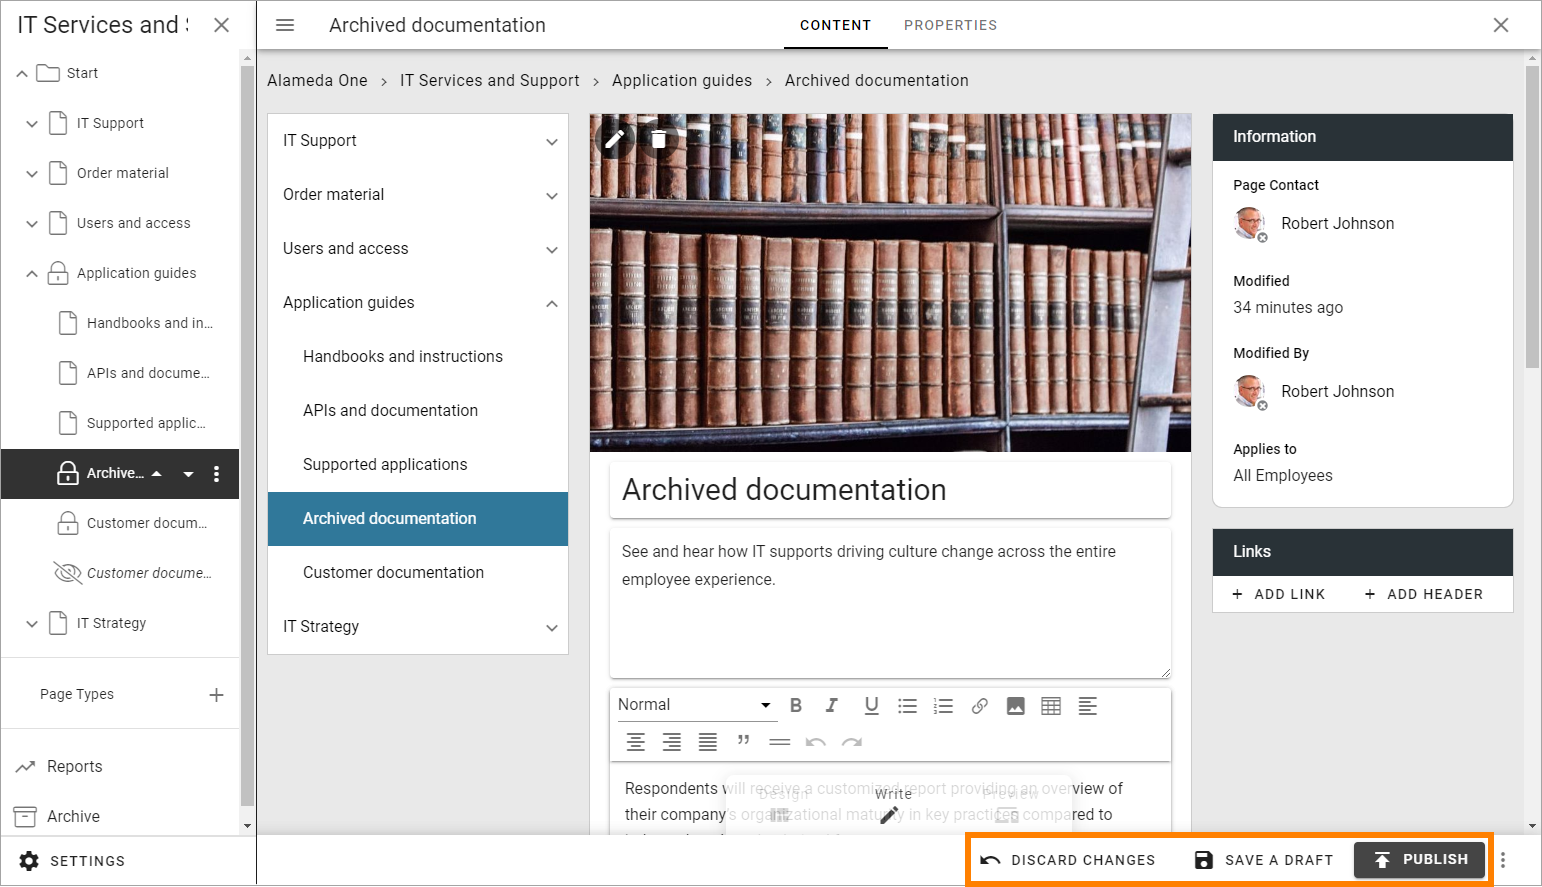 IT Services and S
Archived documentation
CONTENT
PROPERTIES
Start
IT Support
Order material
Users and access
Application guides
Handbooks and in...
APIs and docume...
Supported applic...
Archive...
Customer docum...
Customer docume...
IT Strategy
Page Types
Reports
Archive
SETTINGS
Alameda One > IT Services and Support > Application guides > Archived documentation
IT Support
Order material
Users and access
Application guides
Handbooks and instructions
APIs and documentation
Supported applications
Archived documentation
Customer documentation
IT Strategy
Archived documentation
See and hear how IT supports driving culture change across the entire
employee experience.
Normal
Respondents will receive a customized report providing an overview of
their company's organizational maturity in key practices compared to
Design
Write
Preview
Information
Page Contact
Robert Johnson
Modified
34 minutes ago
Modified By
Robert Johnson
Applies to
All Employees
Links
+ ADD LINK
+ ADD HEADER
DISCARD CHANGES
SAVE A DRAFT
PUBLISH